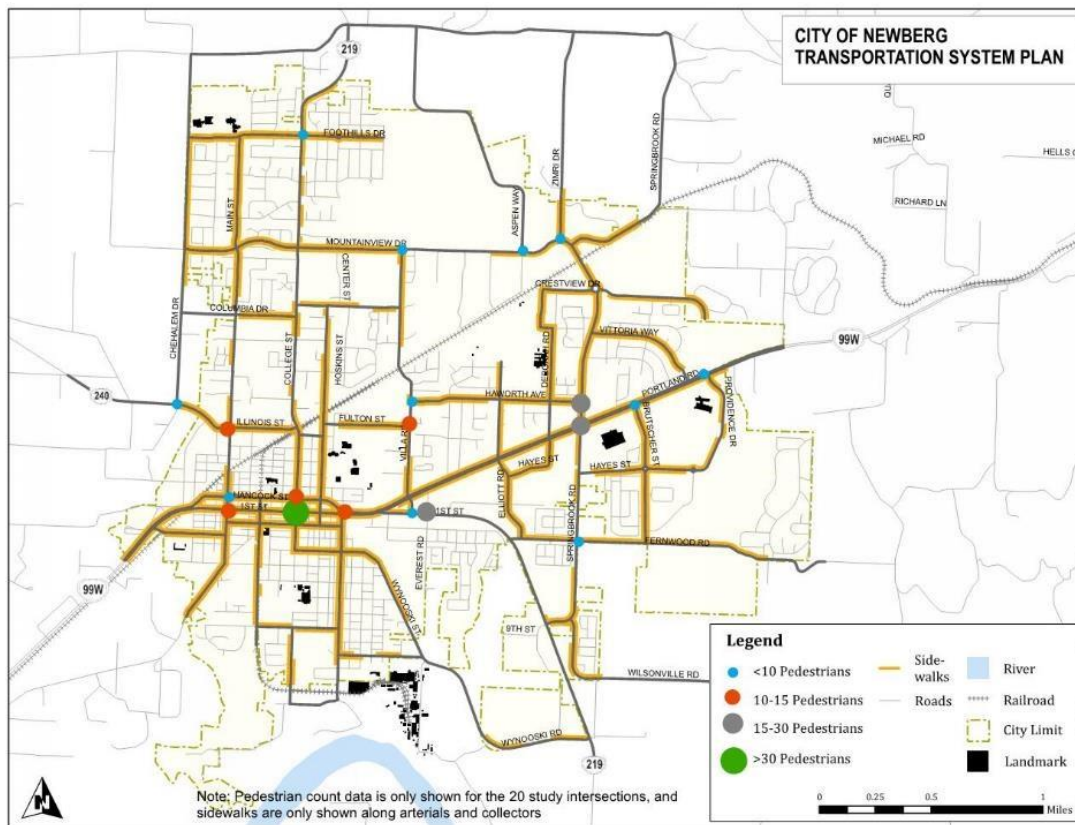 CITY OF NEWBERG
TRANSPORTATION SYSTEM PLAN
219
FOOTHILLS DR
MAIN ST
ZIMRI DR
SPRINGBROOK RD
ASPEN WAY
MICHAEL RD
HELLS
RICHARD LN
MOUNTAINVIEW DR
CENTER ST
CRESTVIEW DR
CHEHALEM DR
COLUMBIA DR
COLLEGE ST
HOSKINS ST
VITTORIA WAY
99W
PORTLAND RD
PROVIDENCE DR
240
HAWORTH AVE
ILLINOIS ST
FULTON ST
VILLA RD
BRUTSCHER ST
HAYES ST
HAYES ST
ELLIOTT RD
HANCOCK ST
1ST ST
1ST ST
SPRINGBROOK RD
FERNWOOD RD
EVEREST RD
99W
WYNOOSKI ST
9TH ST
WILSONVILLE RD
WYNOOSKI RD
219
Legend
<10 Pedestrians
10-15 Pedestrians
15-30 Pedestrians
>30 Pedestrians
Side-
walks
Roads
River
Railroad
City Limit
Landmark
N
Note: Pedestrian count data is only shown for the 20 study intersections, and
sidewalks are only shown along arterials and collectors
0 0.25 0.5 1
Miles